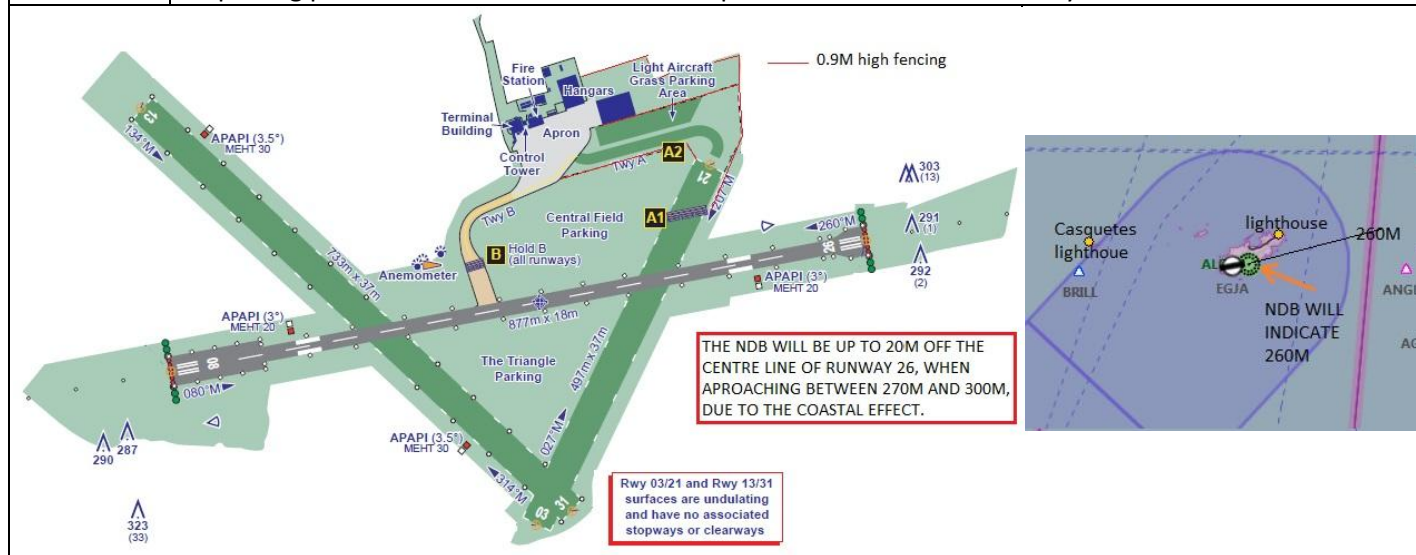 0.9M high fencing
Fire
Station
Hangars
Light Aircraft
Grass Parking
Area
Terminal
Building
Apron
Control
Tower
Twy A
A2
13
134°M
APAPI (3.5°)
MEHT 30
21
207°M
Twy B
Central Field
Parking
A1
303
(13)
291
(1)
292
(2)
260°M
26
B
Hold B
(all runways)
Anemometer
733m x 37m
APAPI (3°)
MEHT 20
877m x 18m
APAPI (3°)
MEHT 20
08
080°M
The Triangle
Parking
497m x 37m
027°M
290
287
323
(33)
APAPI (3.5°)
MEHT 30
314°M
03
31
THE NDB WILL BE UP TO 20M OFF THE
CENTRE LINE OF RUNWAY 26, WHEN
APROACHING BETWEEN 270M AND 300M,
DUE TO THE COASTAL EFFECT.
Rwy 03/21 and Rwy 13/31
surfaces are undulating
and have no associated
stopways or clearways
Casquetes
lighthoue
lighthouse
260M
BRILL
EGJA
NDB WILL
INDICATE
260M